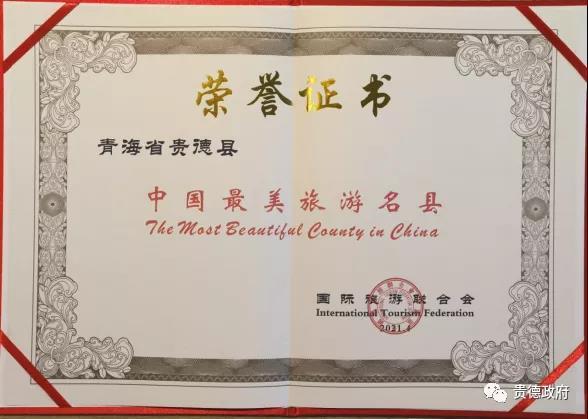 荣誉证书
青海省贵德县
中国最美旅游名县
The Most Beautiful County in China
国际旅游联合会
International Tourism Federation
2021.4
贵德政府